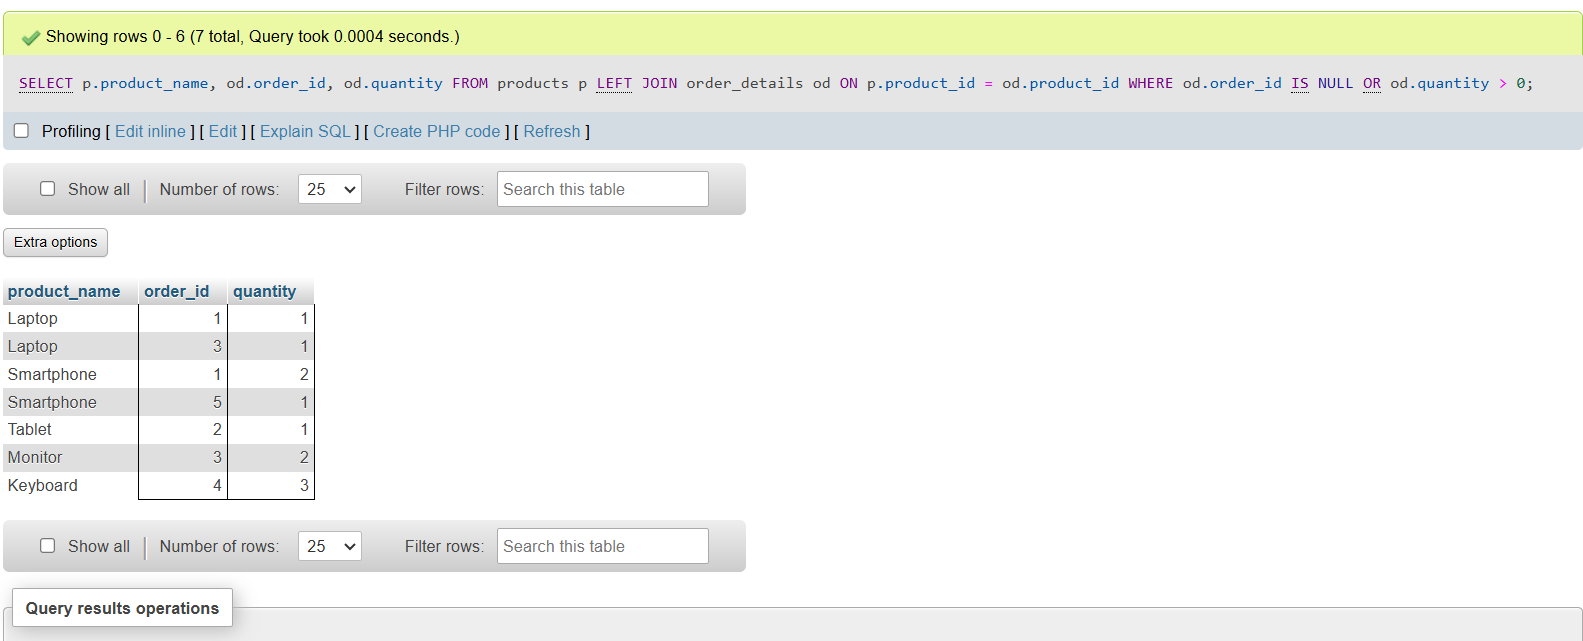 Showing rows 0 - 6 (7 total, Query took 0.0004 seconds.)
SELECT p.product_name, od.order_id, od.quantity FROM products p LEFT JOIN order_details od ON p.product_id = od.product_id WHERE od.order_id IS NULL OR od.quantity > 0;
Profiling [ Edit inline ] [ Edit ] [ Explain SQL ] [ Create PHP code ] [ Refresh ]
Show all Number of rows: 25 Filter rows: Search this table
Extra options
product_name order_id quantity
Laptop 1 1
Laptop 3 1
Smartphone 1 2
Smartphone 5 1
Tablet 2 1
Monitor 3 2
Keyboard 4 3
Show all Number of rows: 25 Filter rows: Search this table
Query results operations